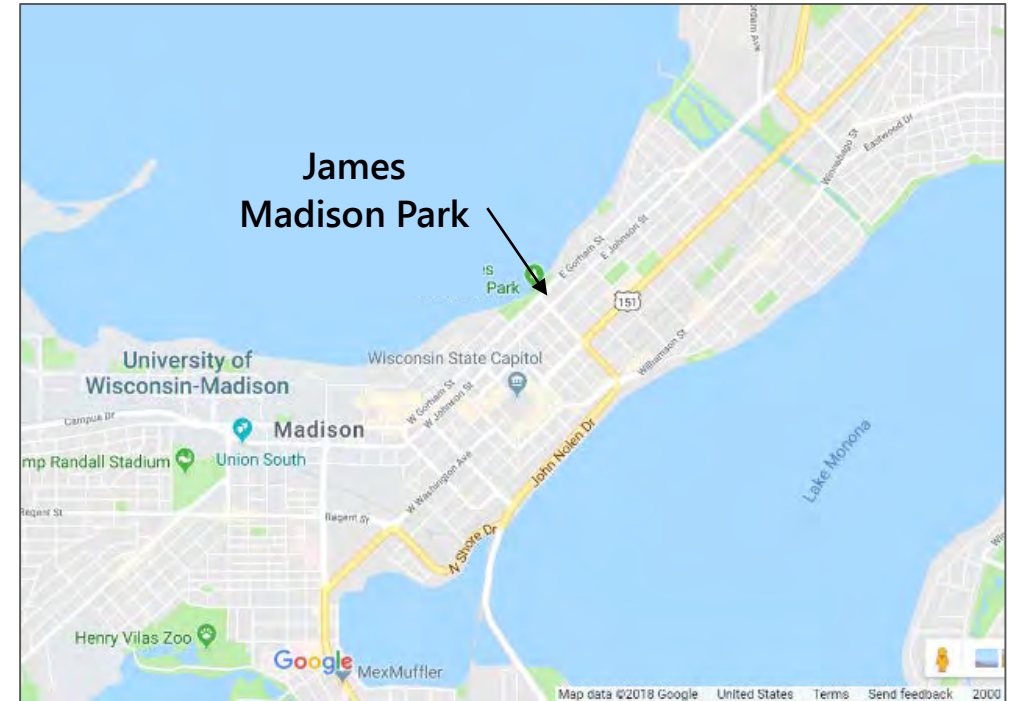 James
Madison Park
Park
E Gorham St
E Johnson St
151
Winnebago St
Eastwood Dr
Williamson St
University of
Wisconsin-Madison
Wisconsin State Capitol
W Gorham St
W Johnson St
Campus Dr
Madison
mp Randall Stadium
Union South
W Washington Ave
John Nolen Dr
Lake Monona
Regent St
Regent St
N Shore Dr
Henry Vilas Zoo
Google
MexMuffler
Map data ©2018 Google United States Terms Send feedback 2000